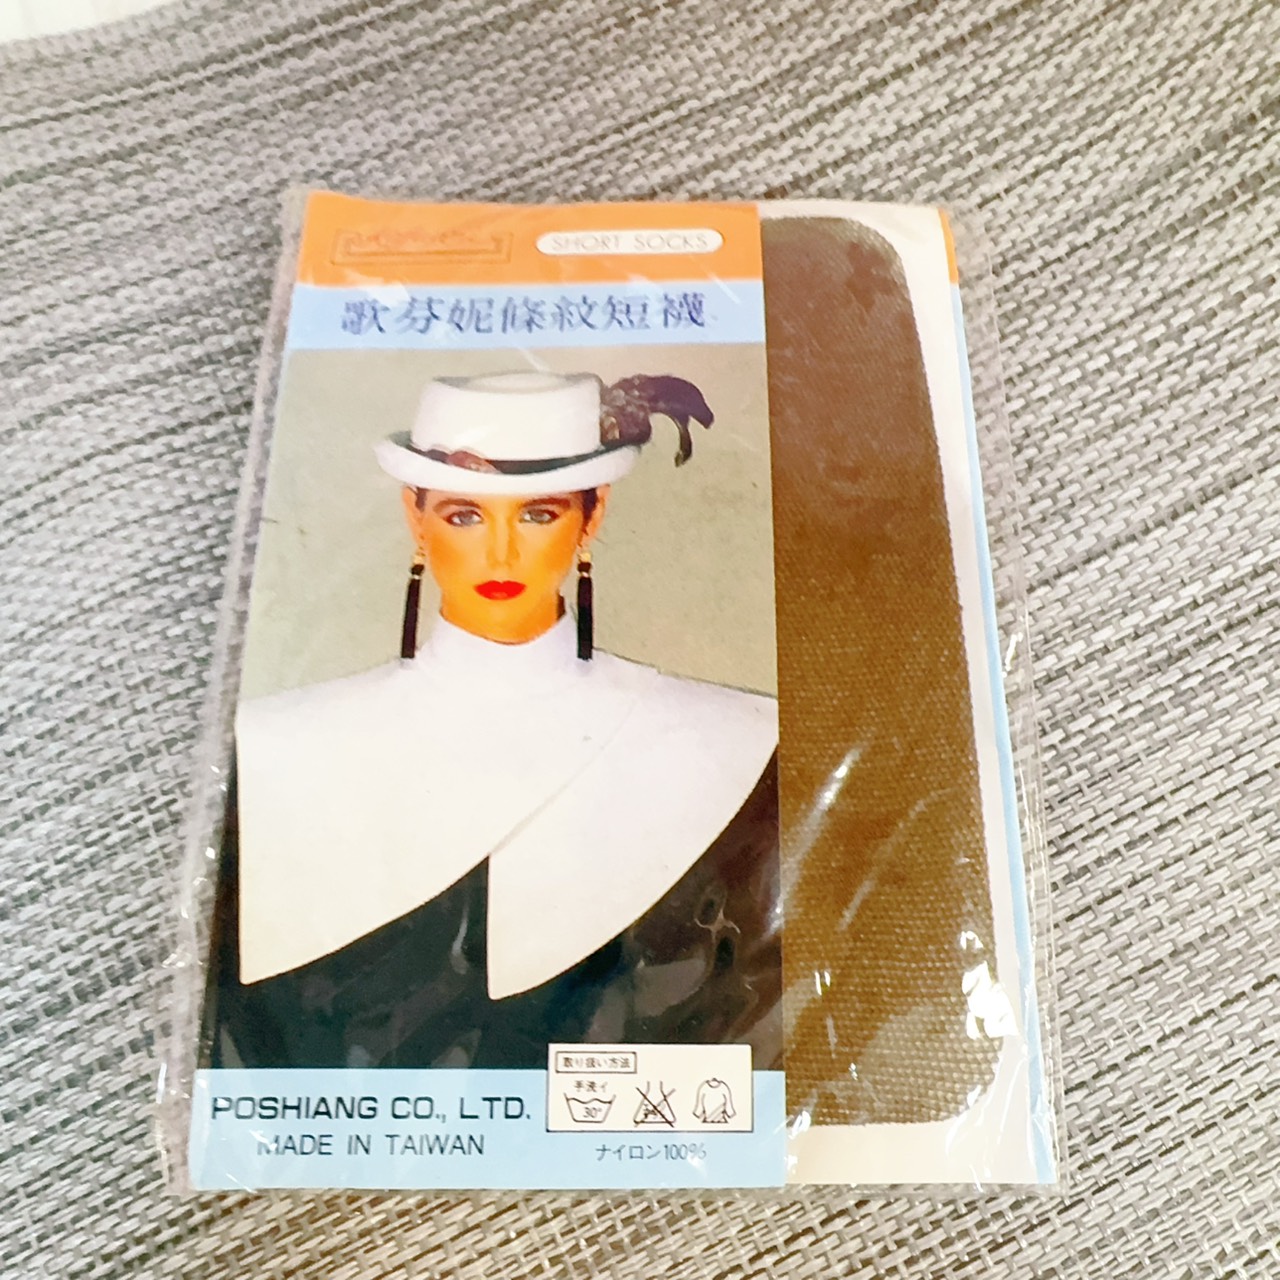 SHORT SOCKS
歌芬妮條紋短襪
POSHIANG CO., LTD.
MADE IN TAIWAN
取り扱い方法
手洗イ
30°
ナイロン100%